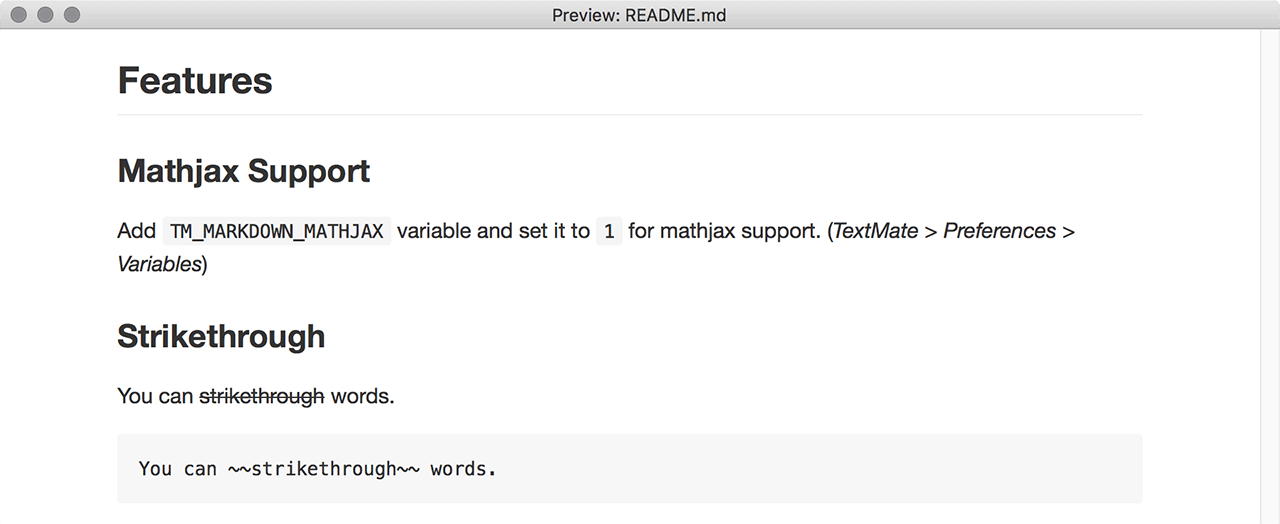 Preview: README.md
Features
Mathjax Support
Add TM_MARKDOWN_MATHJAX variable and set it to 1 for mathjax support. (TextMate > Preferences >
Variables)
Strikethrough
You can strikethrough words.
You can ~~strikethrough~~ words.